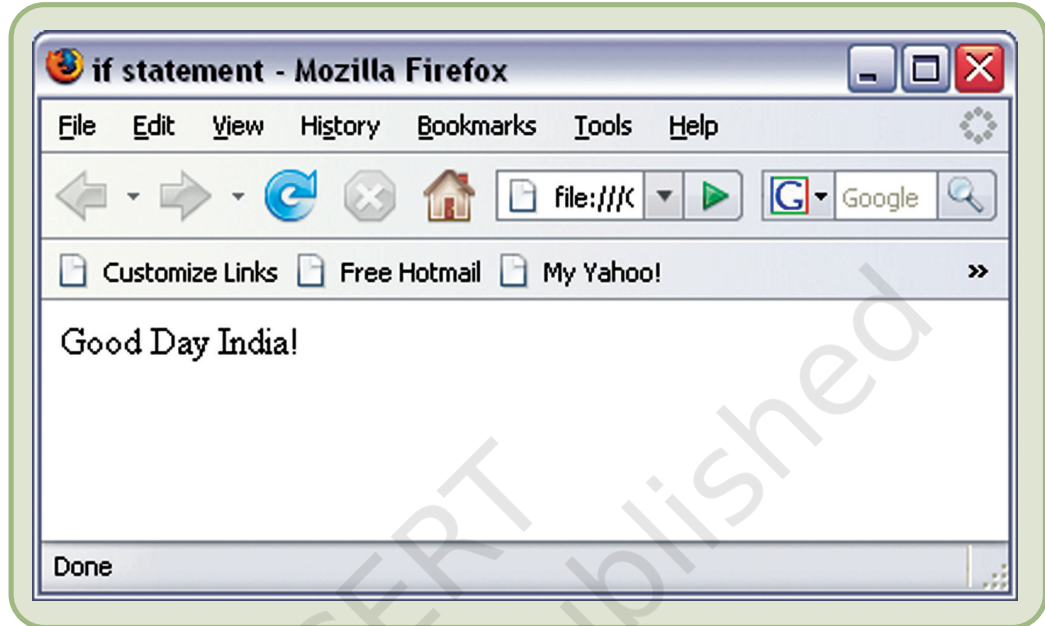 if statement - Mozilla Firefox
File Edit View History Bookmarks Tools Help
file:///C Google
Customize Links Free Hotmail My Yahoo! »
Good Day India!
Done